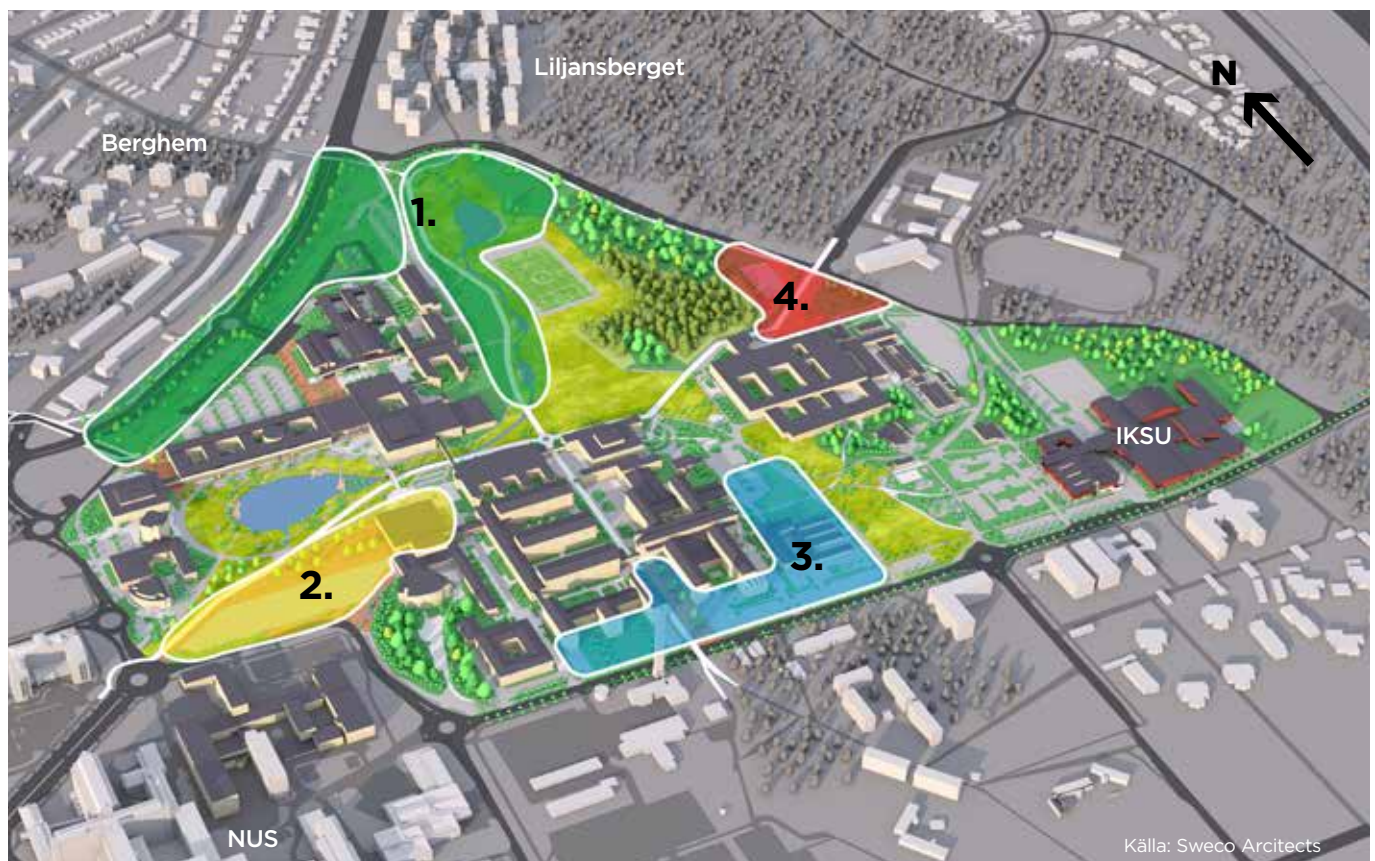 Liljansberget
N
Berghem
1.
4.
IKSU
3.
2.
NUS
Källa: Sweco Arcitects